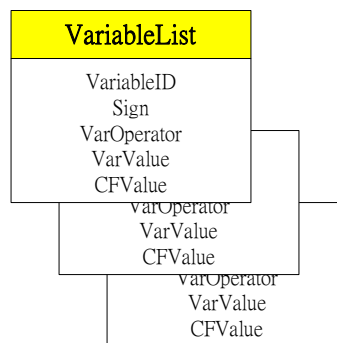 VariableList
VariableID
Sign
VarOperator
VarValue
CFValue
VarOperator
VarValue
CFValue
VarOperator
VarValue
CFValue